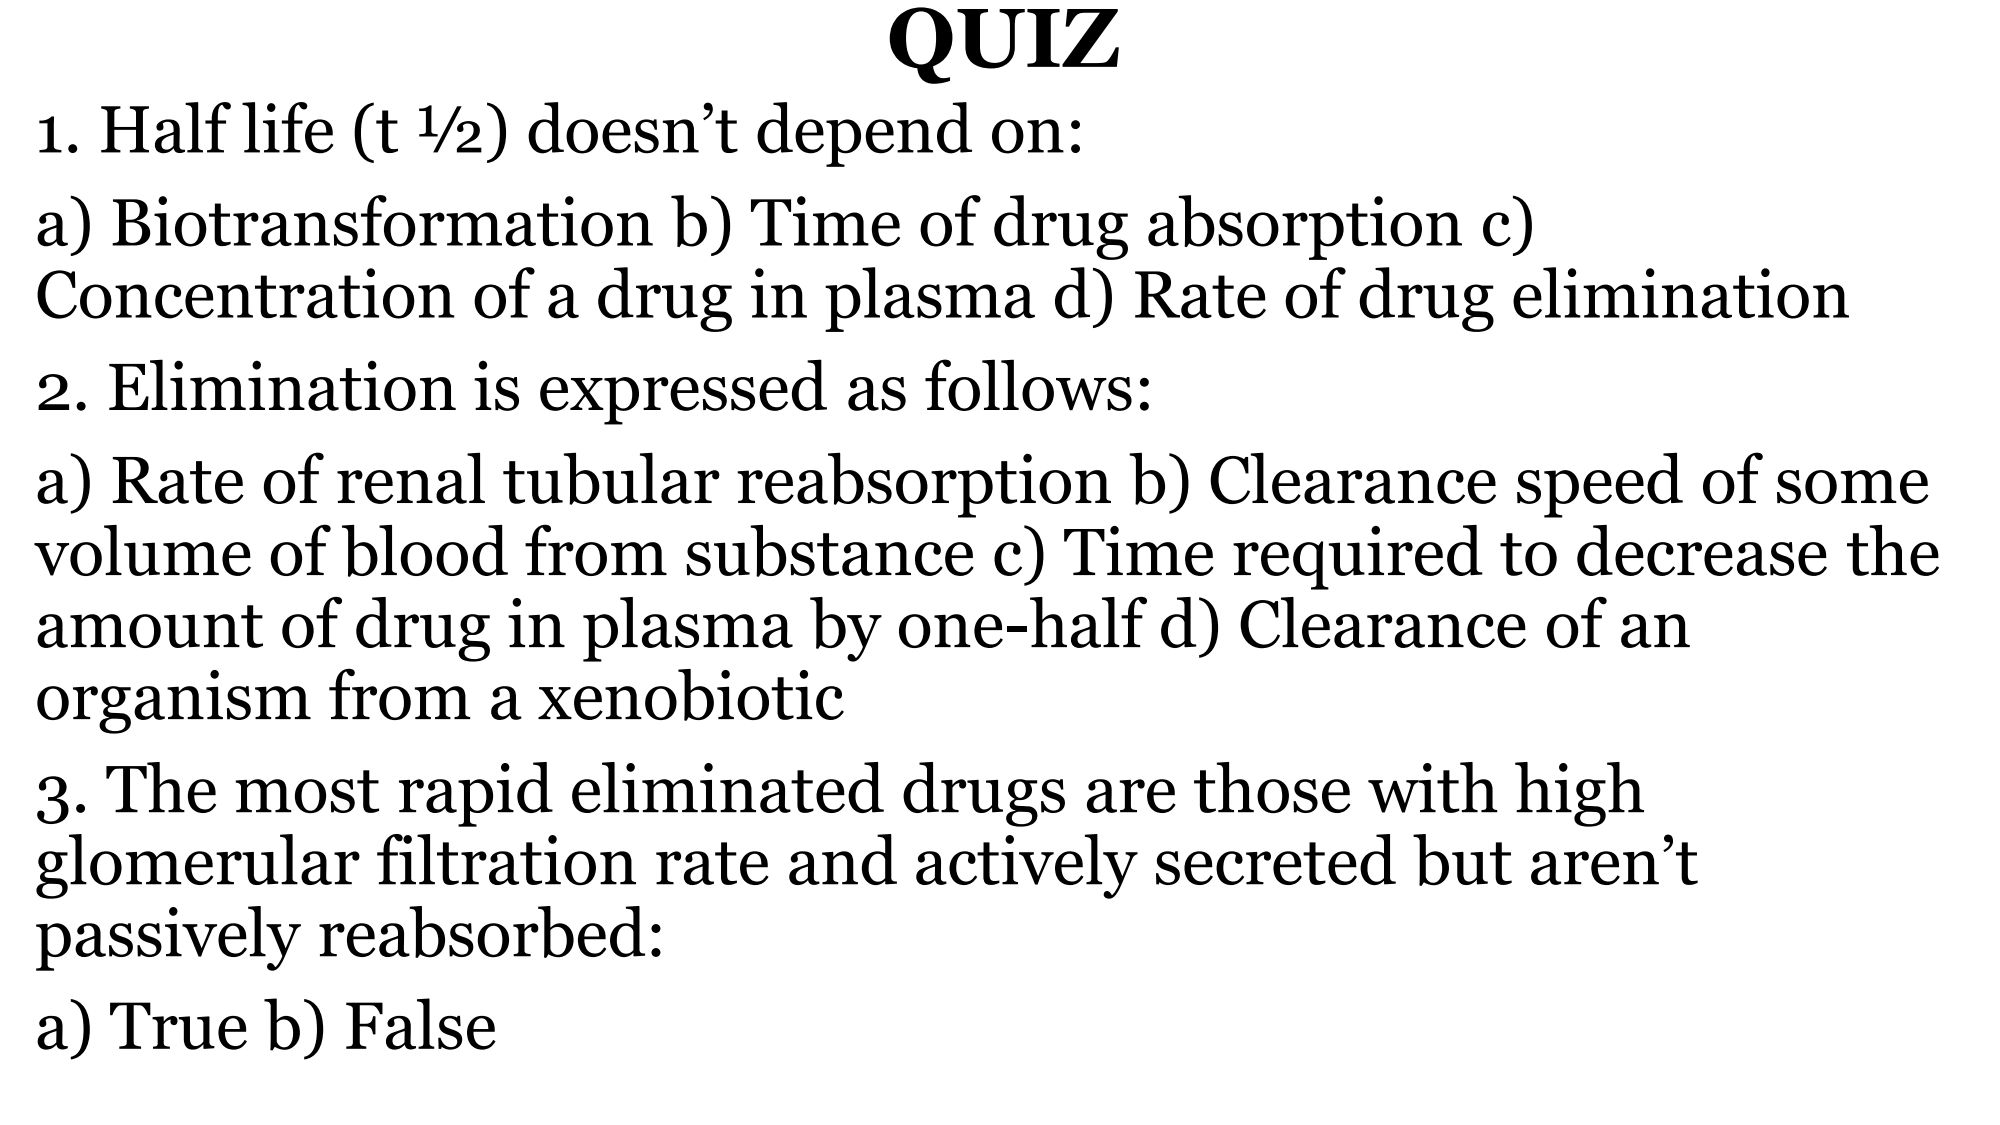 QUIZ
1. Half life (t ½) doesn’t depend on:
a) Biotransformation b) Time of drug absorption c)
Concentration of a drug in plasma d) Rate of drug elimination
2. Elimination is expressed as follows:
a) Rate of renal tubular reabsorption b) Clearance speed of some
volume of blood from substance c) Time required to decrease the
amount of drug in plasma by one-half d) Clearance of an
organism from a xenobiotic
3. The most rapid eliminated drugs are those with high
glomerular filtration rate and actively secreted but aren’t
passively reabsorbed:
a) True b) False